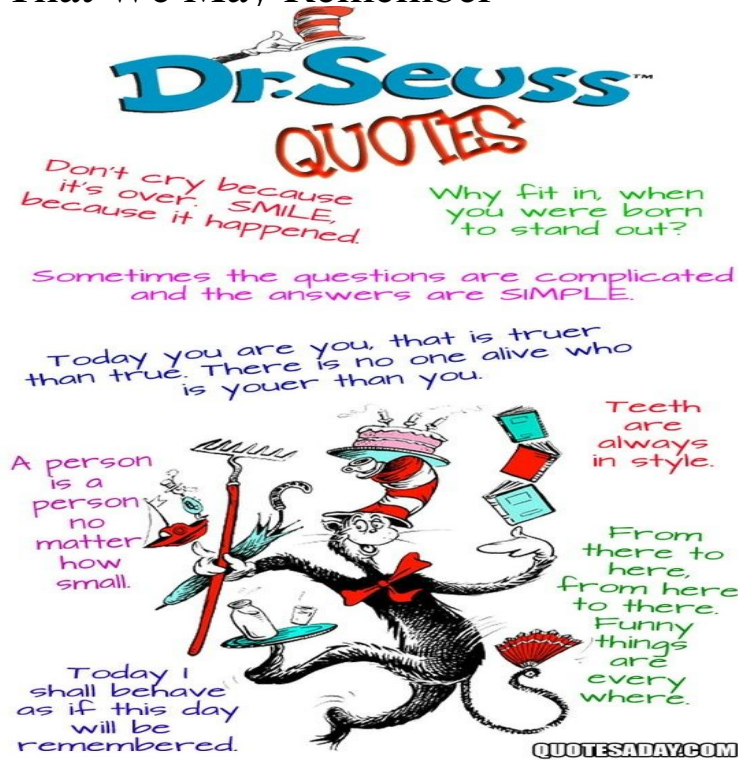 That We May Remember
Dr. Seuss™
QUOTES
Don't cry because
it's over. SMILE,
because it happened.
Why fit in, when
you were born
to stand out?
Sometimes the questions are complicated
and the answers are SIMPLE.
Today you are you, that is truer
than true. There is no one alive who
is youer than you.
Teeth
are
always
in style.
A person
is a
person
no
matter
how
small.
From
there to
here,
from here
to there.
Funny
things
are
every
where.
Today I
shall behave
as if this day
will be
remembered.
QUOTESADAY.COM